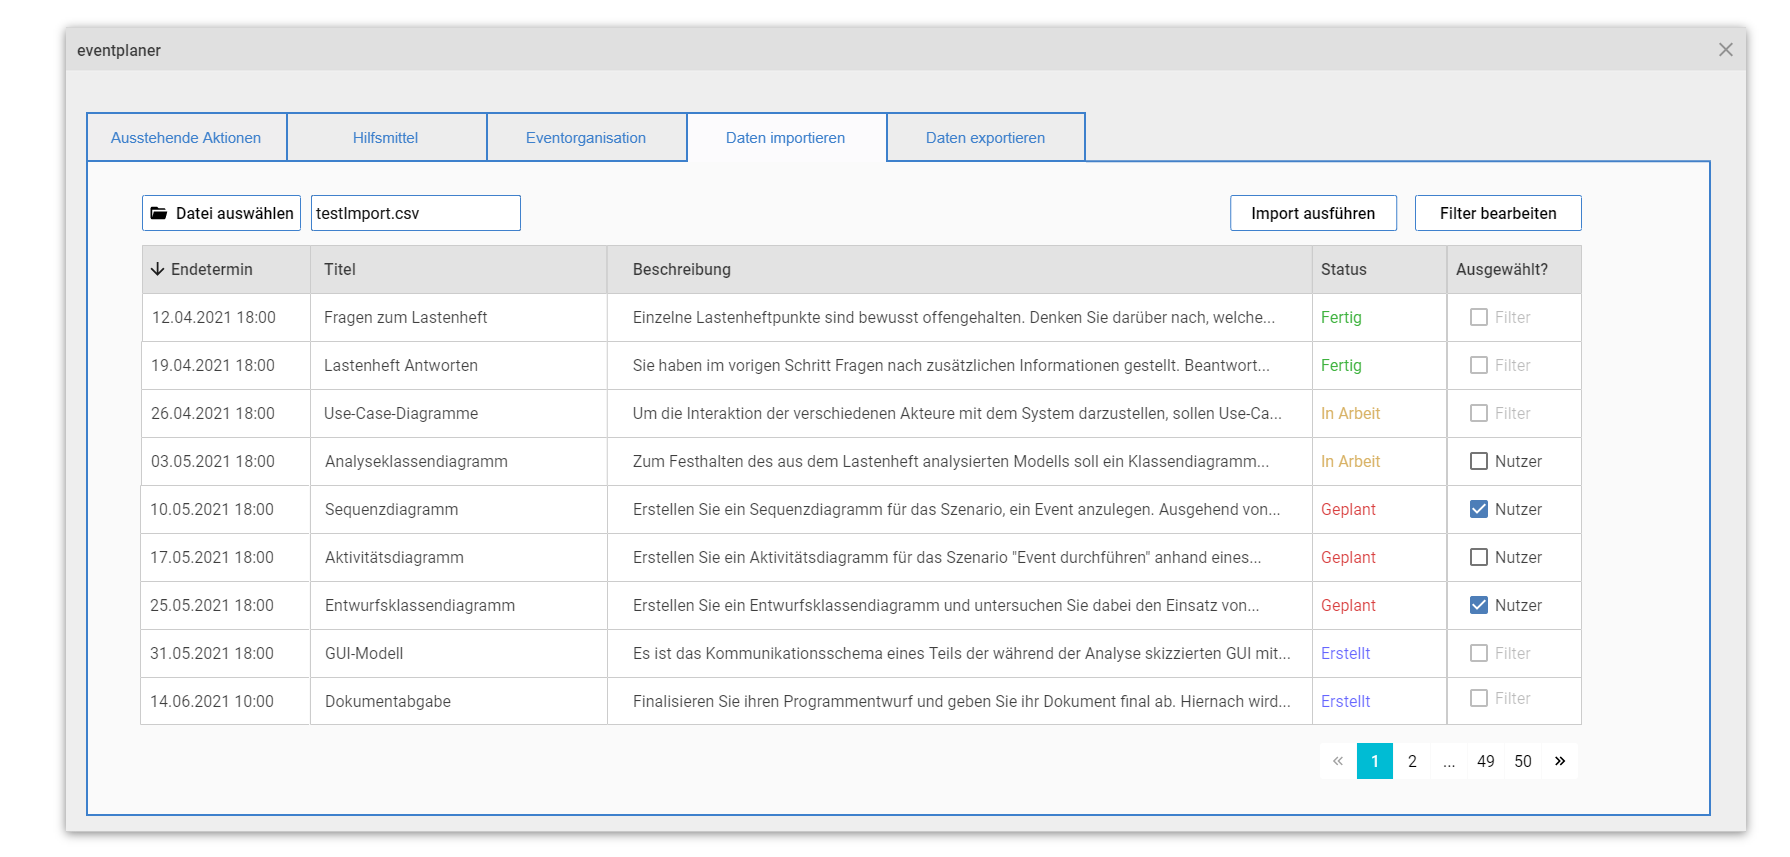 eventplaner
Ausstehende Aktionen Hilfsmittel Eventorganisation Daten importieren Daten exportieren
Datei auswählen testImport.csv Import ausführen Filter bearbeiten
Endetermin Titel Beschreibung Status Ausgewählt?
12.04.2021 18:00 Fragen zum Lastenheft Einzelne Lastenheftpunkte sind bewusst offengehalten. Denken Sie darüber nach, welche... Fertig Filter
19.04.2021 18:00 Lastenheft Antworten Sie haben im vorigen Schritt Fragen nach zusätzlichen Informationen gestellt. Beantwort... Fertig Filter
26.04.2021 18:00 Use-Case-Diagramme Um die Interaktion der verschiedenen Akteure mit dem System darzustellen, sollen Use-Ca... In Arbeit Filter
03.05.2021 18:00 Analyseklassendiagramm Zum Festhalten des aus dem Lastenheft analysierten Modells soll ein Klassendiagramm... In Arbeit Nutzer
10.05.2021 18:00 Sequenzdiagramm Erstellen Sie ein Sequenzdiagramm für das Szenario, ein Event anzulegen. Ausgehend von... Geplant Nutzer
17.05.2021 18:00 Aktivitätsdiagramm Erstellen Sie ein Aktivitätsdiagramm für das Szenario "Event durchführen" anhand eines... Geplant Nutzer
25.05.2021 18:00 Entwurfsklassendiagramm Erstellen Sie ein Entwurfsklassendiagramm und untersuchen Sie dabei den Einsatz von... Geplant Nutzer
31.05.2021 18:00 GUI-Modell Es ist das Kommunikationsschema eines Teils der während der Analyse skizzierten GUI mit... Erstellt Filter
14.06.2021 10:00 Dokumentabgabe Finalisieren Sie ihren Programmentwurf und geben Sie ihr Dokument final ab. Hiernach wird... Erstellt Filter
« 1 2 ... 49 50 »